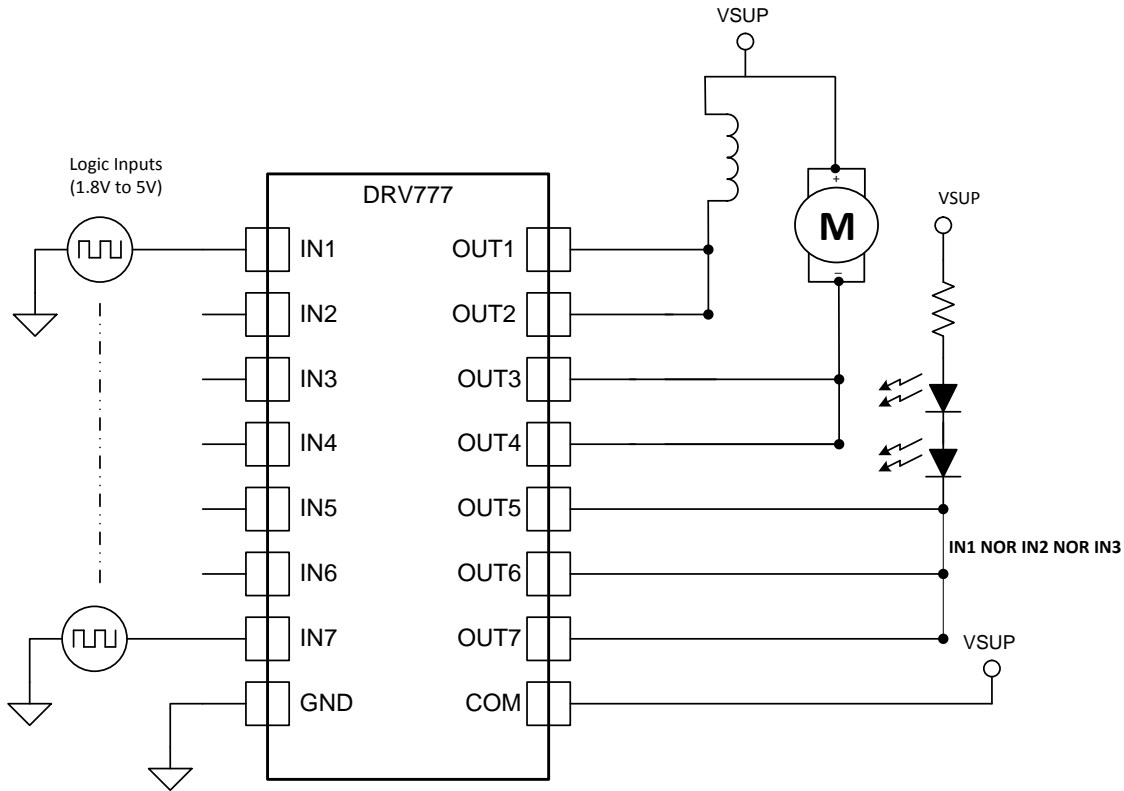 VSUP
Logic Inputs
(1.8V to 5V)
DRV777
VSUP
+
M
−
IN1 OUT1
IN2 OUT2
IN3 OUT3
IN4 OUT4
IN5 OUT5
IN1 NOR IN2 NOR IN3
IN6 OUT6
IN7 OUT7
VSUP
GND COM